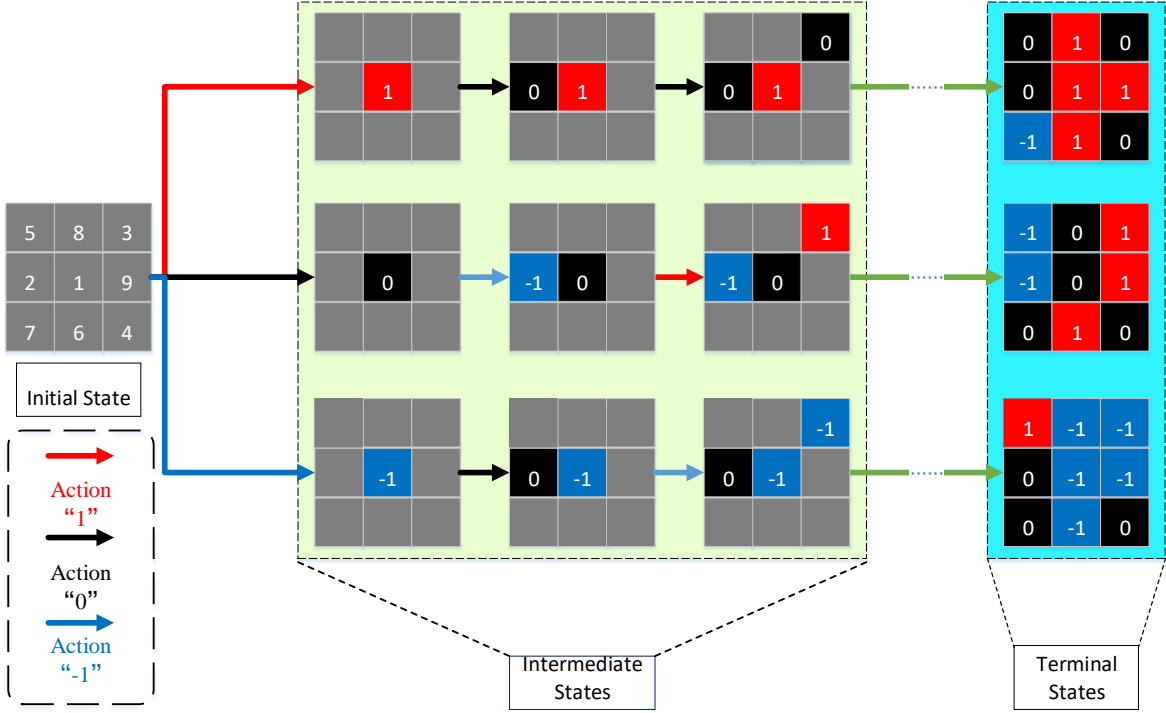 5 8 3
2 1 9
7 6 4
Initial State
Action
“1”
Action
“0”
Action
“-1”
1
0 1
0
0 1
0 1 0
0 1 1
-1 1 0
0
-1 0
1
-1 0
-1 0 1
-1 0 1
0 1 0
-1
0 -1
-1
0 -1
1 -1 -1
0 -1 -1
0 -1 0
Intermediate
States
Terminal
States